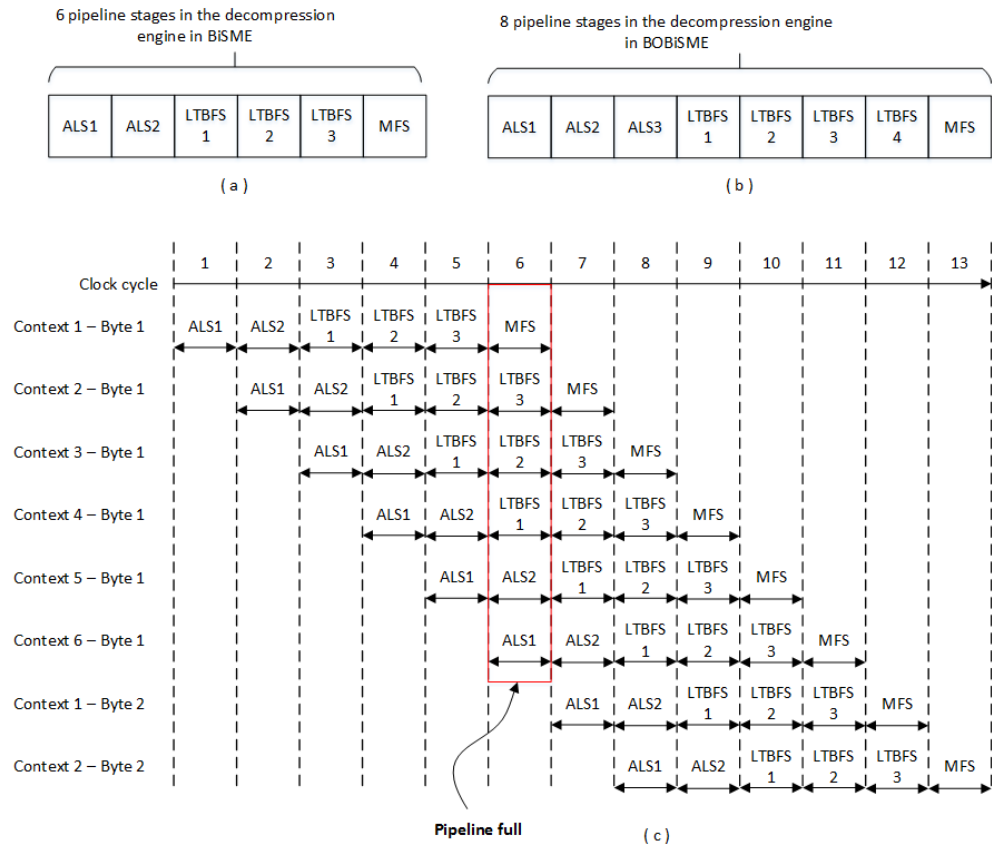 6 pipeline stages in the decompression
engine in BiSME
8 pipeline stages in the decompression engine
in BOBiSME
ALS1 ALS2 LTBFS 1 LTBFS 2 LTBFS 3 MFS
ALS1 ALS2 ALS3 LTBFS 1 LTBFS 2 LTBFS 3 LTBFS 4 MFS
( a )
( b )
1 2 3 4 5 6 7 8 9 10 11 12 13
Clock cycle
Context 1 – Byte 1 ALS1 ALS2 LTBFS 1 LTBFS 2 LTBFS 3 MFS
Context 2 – Byte 1 ALS1 ALS2 LTBFS 1 LTBFS 2 LTBFS 3 MFS
Context 3 – Byte 1 ALS1 ALS2 LTBFS 1 LTBFS 2 LTBFS 3 MFS
Context 4 – Byte 1 ALS1 ALS2 LTBFS 1 LTBFS 2 LTBFS 3 MFS
Context 5 – Byte 1 ALS1 ALS2 LTBFS 1 LTBFS 2 LTBFS 3 MFS
Context 6 – Byte 1 ALS1 ALS2 LTBFS 1 LTBFS 2 LTBFS 3 MFS
Context 1 – Byte 2 ALS1 ALS2 LTBFS 1 LTBFS 2 LTBFS 3 MFS
Context 2 – Byte 2 ALS1 ALS2 LTBFS 1 LTBFS 2 LTBFS 3 MFS
Pipeline full
( c )